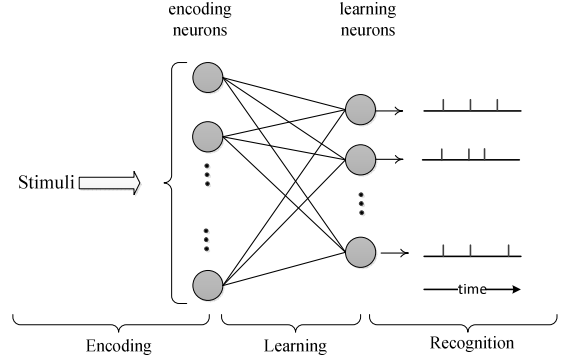 encoding
neurons
learning
neurons
Stimuli
time
Encoding
Learning
Recognition